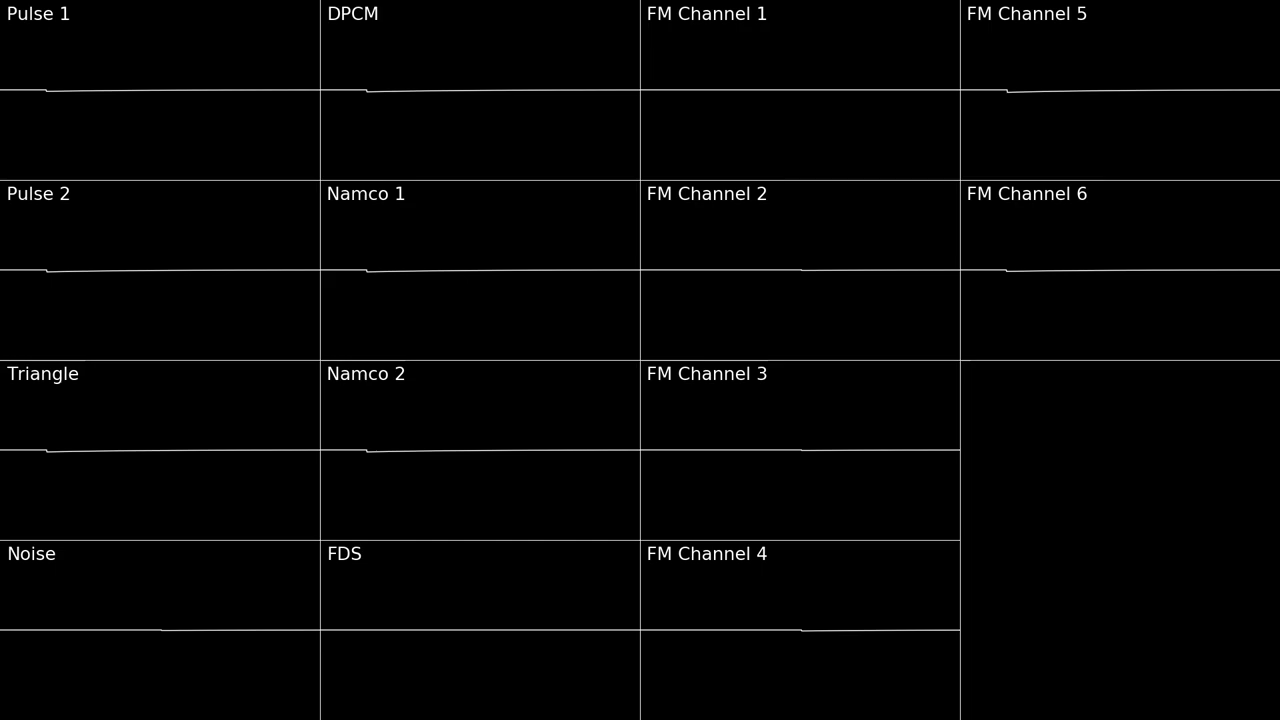 Pulse 1
DPCM
FM Channel 1
FM Channel 5
Pulse 2
Namco 1
FM Channel 2
FM Channel 6
Triangle
Namco 2
FM Channel 3
Noise
FDS
FM Channel 4